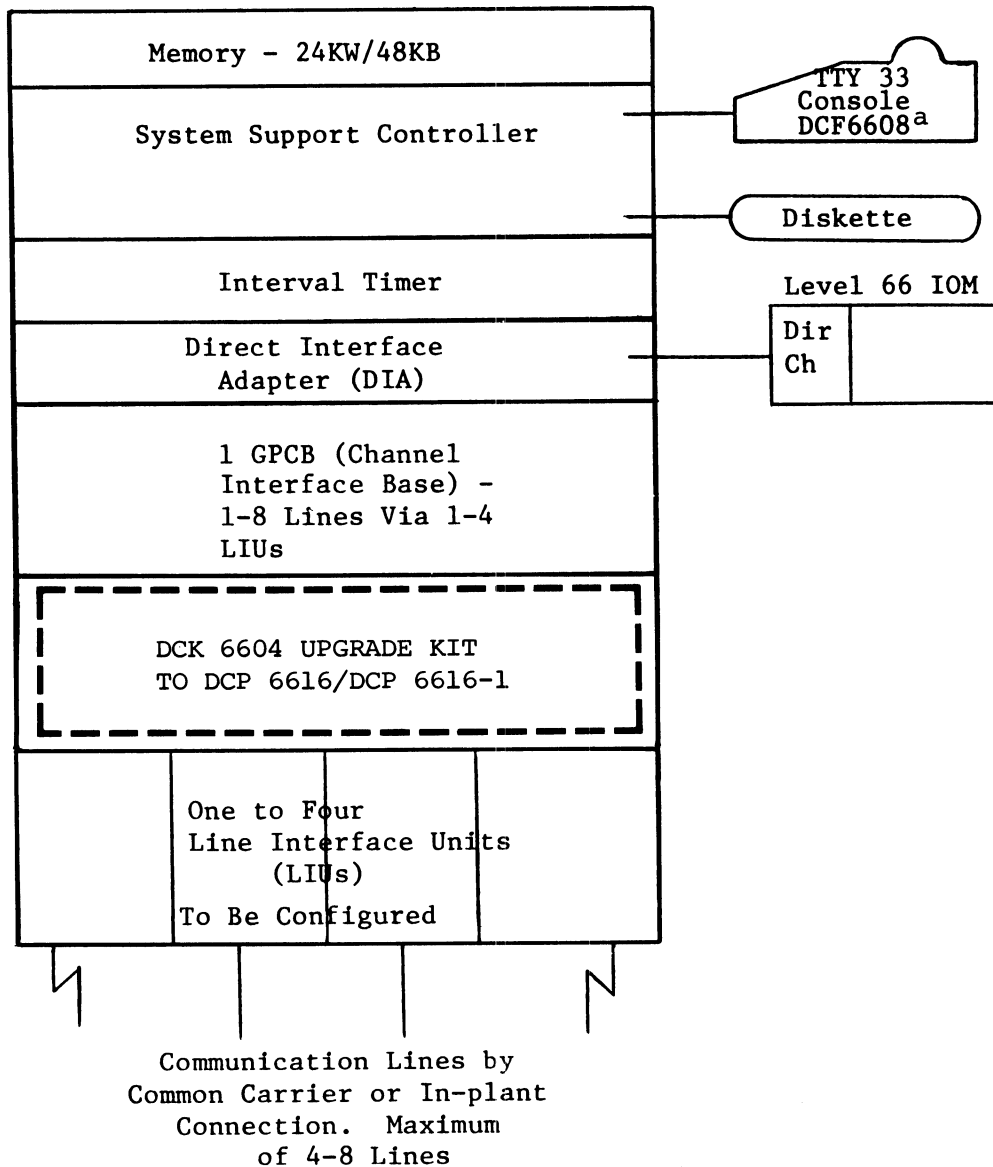 Memory - 24KW/48KB
System Support Controller
TTY 33
Console
DCF6608a
Diskette
Interval Timer
Level 66 IOM
Direct Interface
Adapter (DIA)
Dir
Ch
1 GPCB (Channel
Interface Base) -
1-8 Lines Via 1-4
LIUs
DCK 6604 UPGRADE KIT
TO DCP 6616/DCP 6616-1
One to Four
Line Interface Units
(LIUs)
To Be Configured
Communication Lines by
Common Carrier or In-plant
Connection. Maximum
of 4-8 Lines